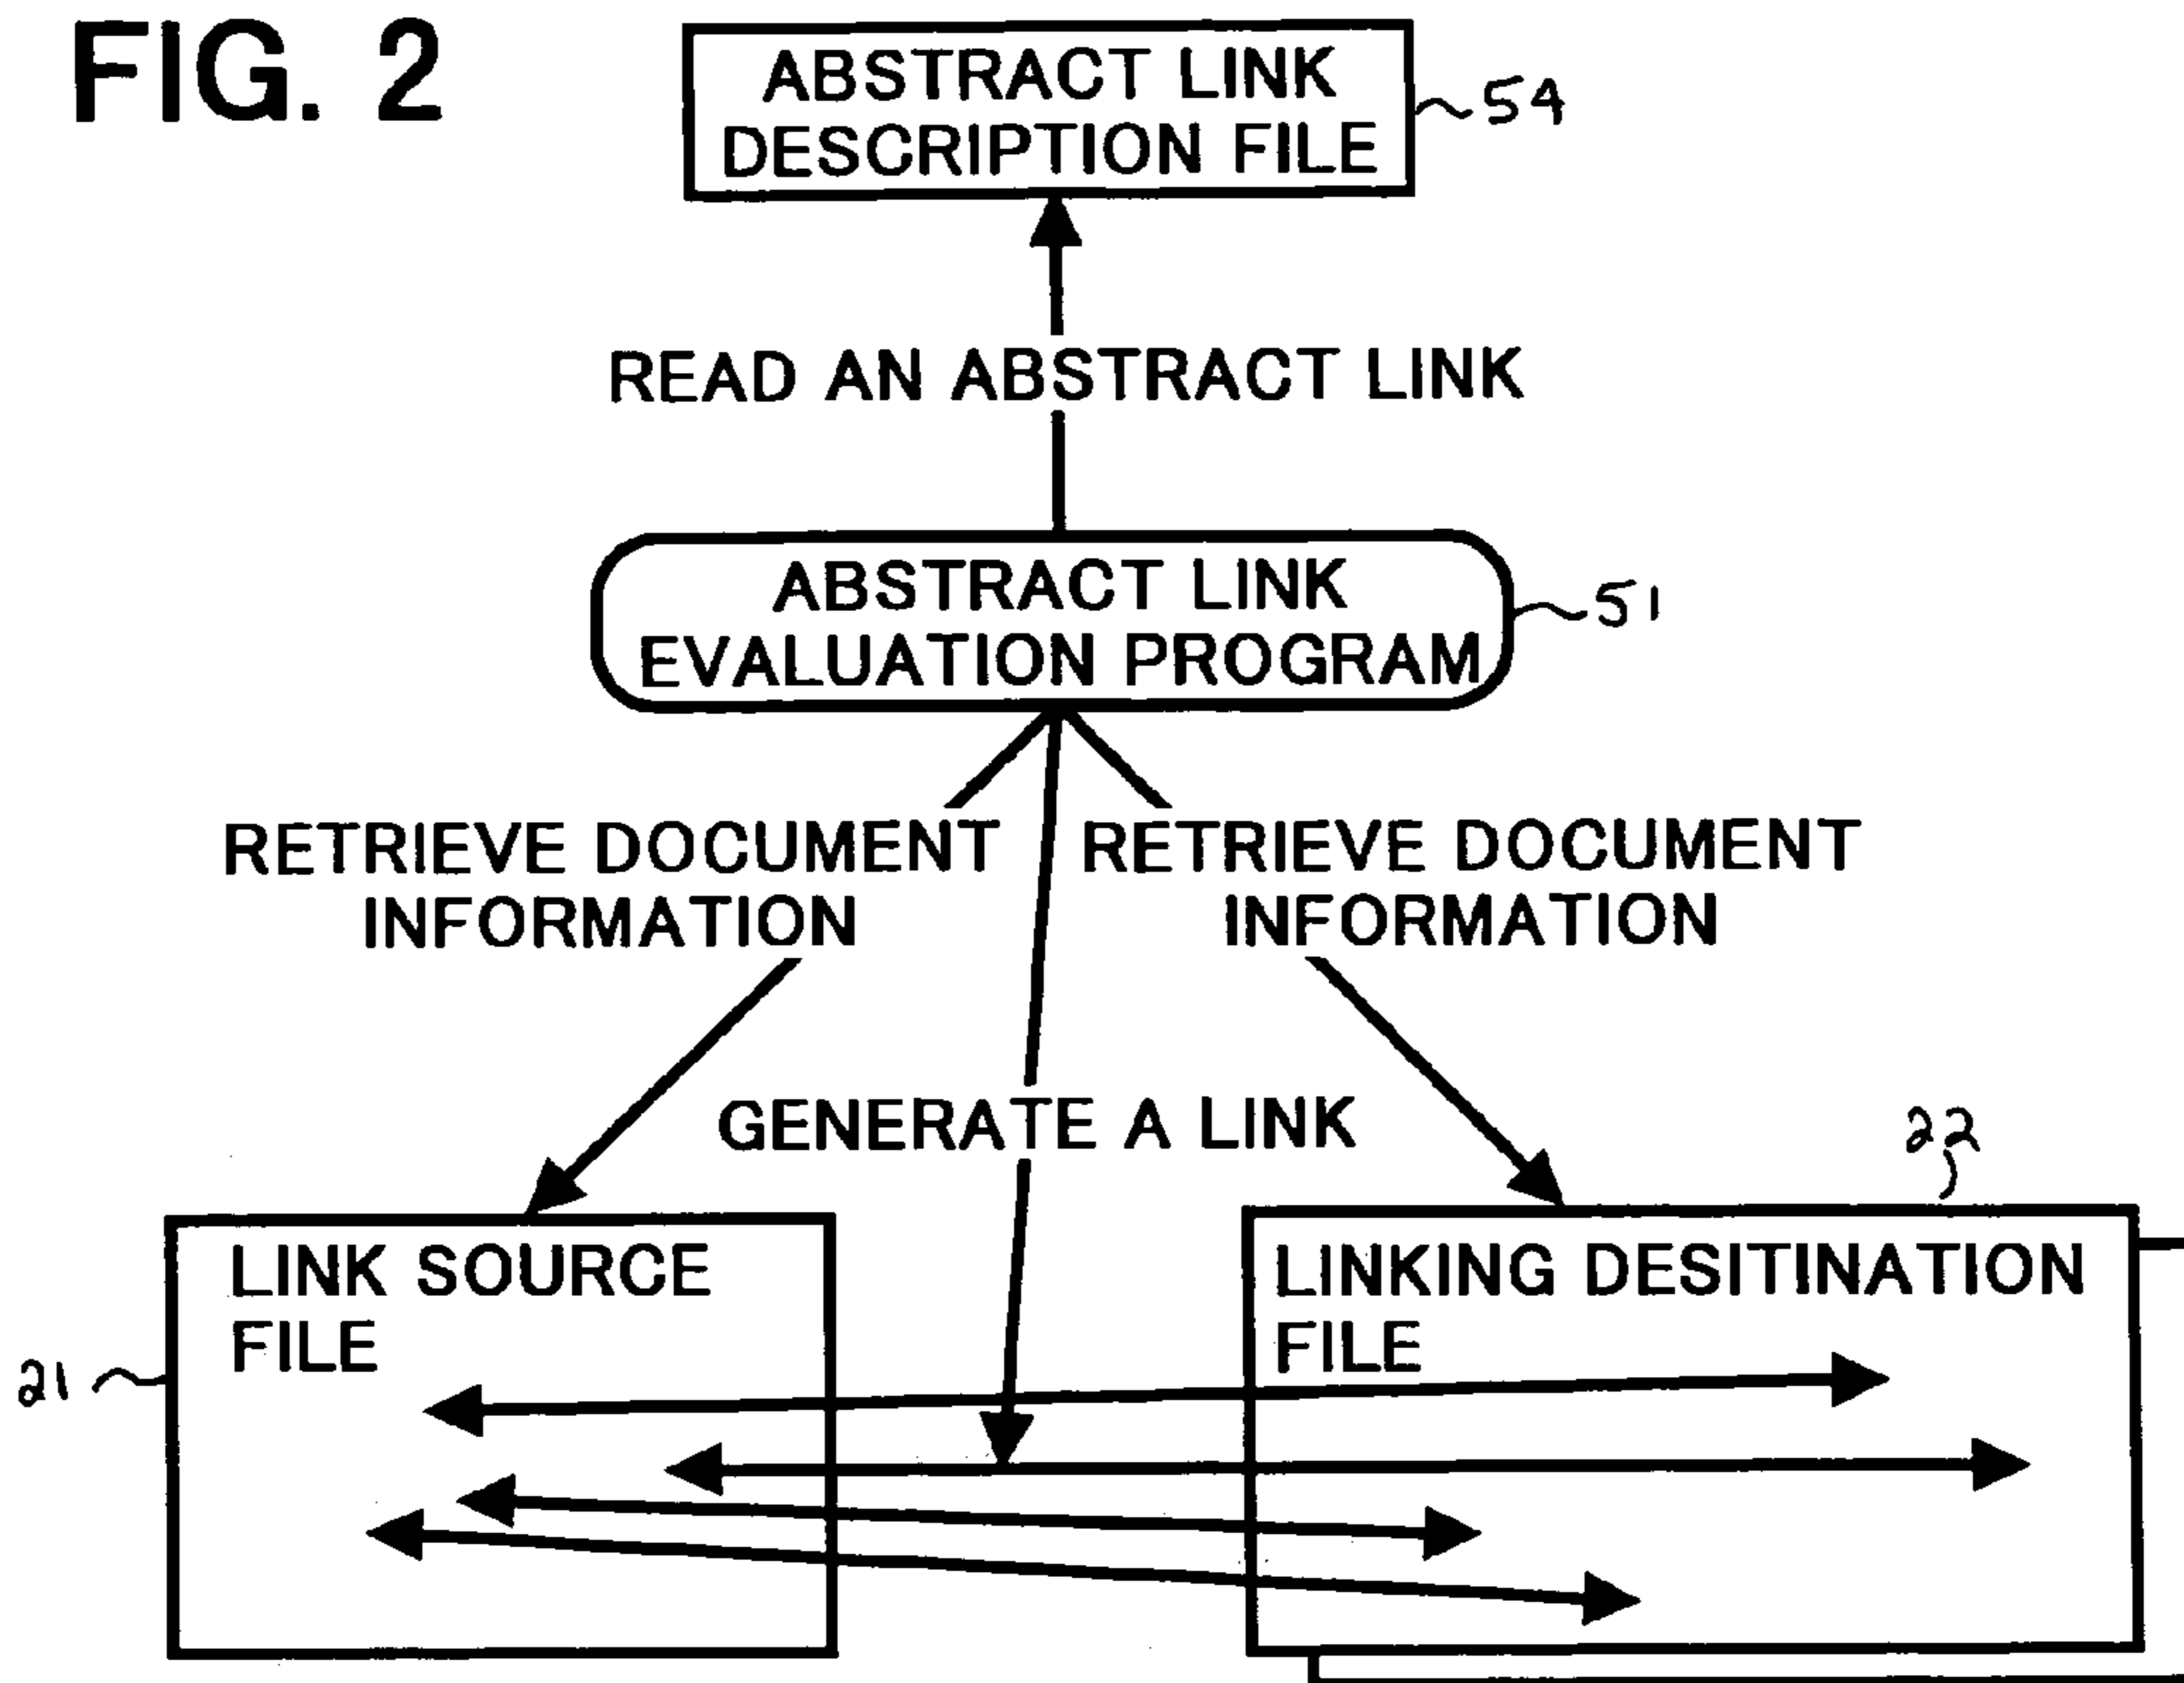 FIG. 2
ABSTRACT LINK
DESCRIPTION FILE
54
READ AN ABSTRACT LINK
ABSTRACT LINK
EVALUATION PROGRAM
51
RETRIEVE DOCUMENT
INFORMATION
RETRIEVE DOCUMENT
INFORMATION
GENERATE A LINK
22
LINK SOURCE
FILE
21
LINKING DESITINATION
FILE